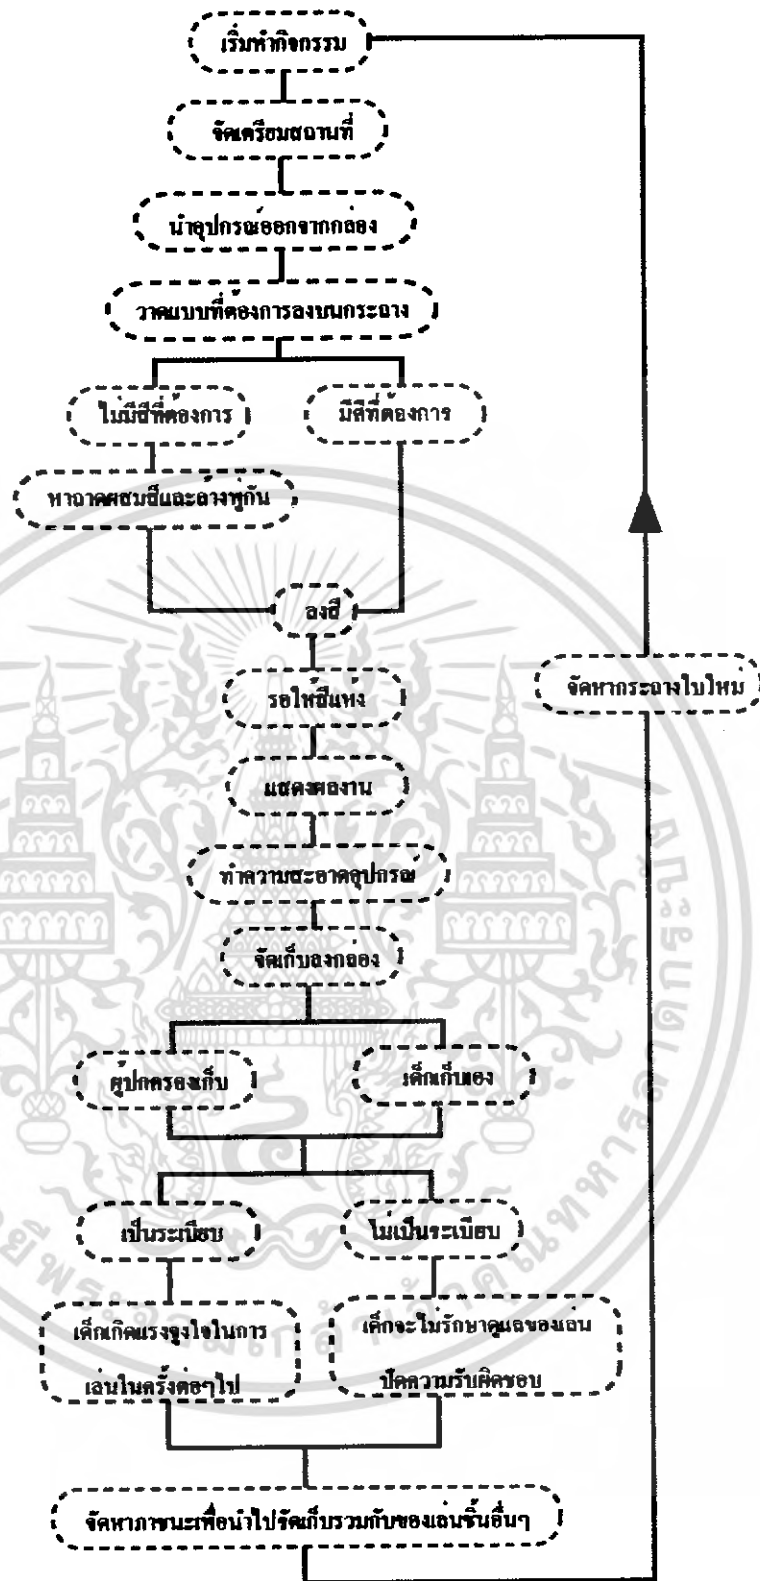 เริ่มทำกิจกรรม
จัดเตรียมสถานที่
นำอุปกรณ์ออกจากกล่อง
วาดแบบที่ต้องการลงบนกระถาง
ไม่มีสีที่ต้องการ
มีสีที่ต้องการ
หาถาดผสมสีและล้างพู่กัน
ลงสี
รอให้สีแห้ง
จัดหากระถางใบใหม่
แสดงผลงาน
ทำความสะอาดอุปกรณ์
จัดเก็บลงกล่อง
ผู้ปกครองเก็บ
เด็กเก็บเอง
เป็นระเบียบ
ไม่เป็นระเบียบ
เด็กเกิดแรงจูงใจในการ
เล่นในครั้งต่อๆไป
เด็กจะไม่รักษาดูแลของเล่น
ปัดความรับผิดชอบ
จัดหาภาชนะเพื่อนำไปจัดเก็บรวมกับของเล่นชิ้นอื่นๆ